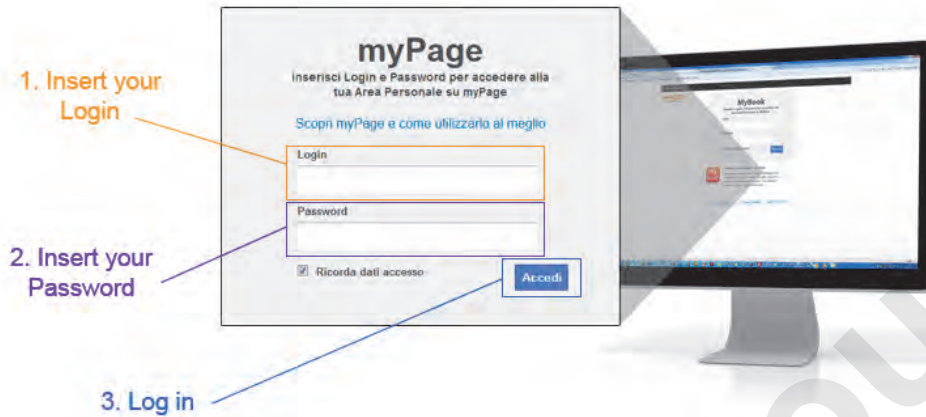 myPage
Inserisci Login e Password per accedere alla
tua Area Personale su myPage
Scopri myPage e come utilizzarlo al meglio
1. Insert your
Login
Login
Password
2. Insert your
Password
Ricorda dati accesso
Accedi
3. Log in
MyBook